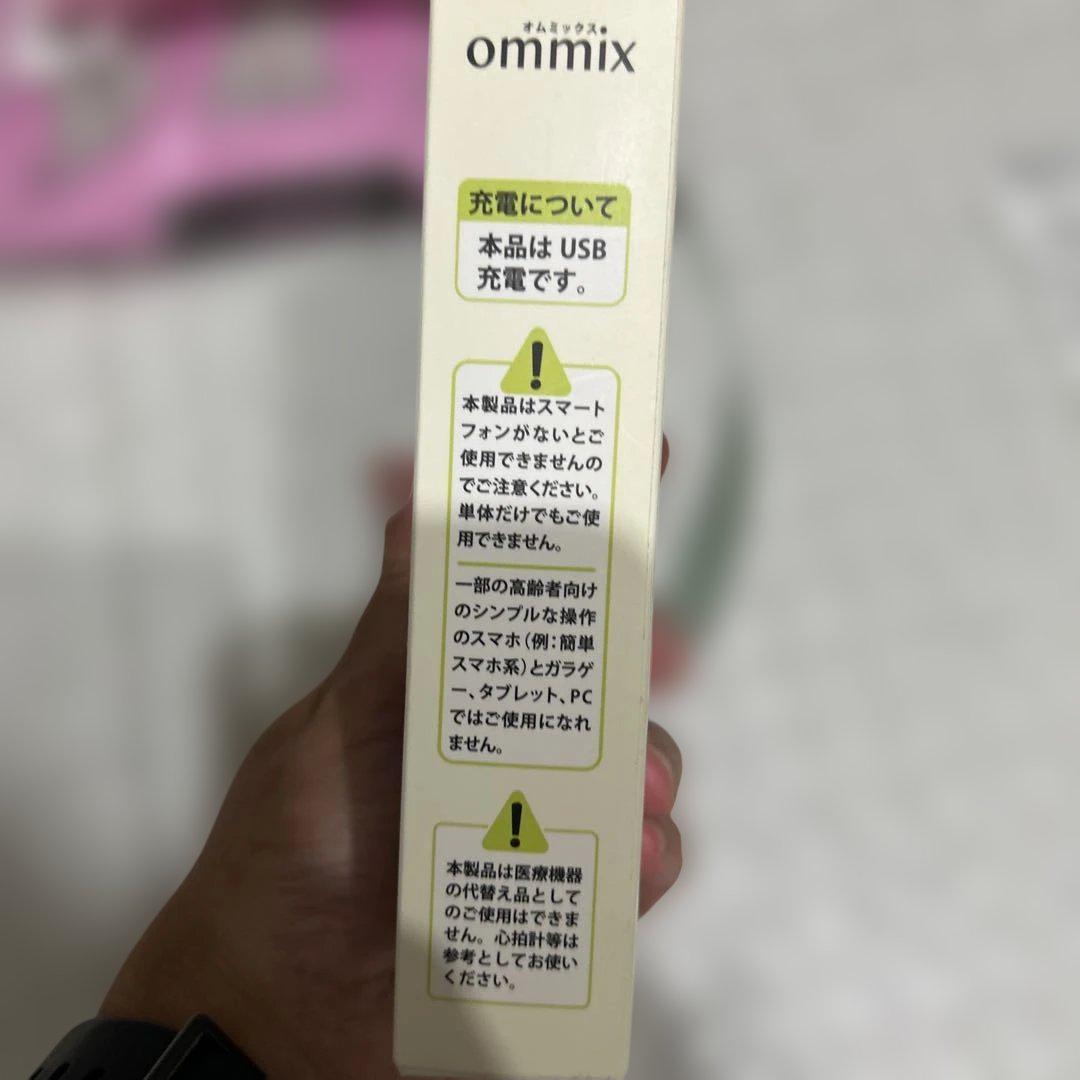 オムミックス
ommix
充電について
本品は USB
充電です。
本製品はスマート
フォンがないとご
使用できませんの
でご注意ください。
単体だけでもご使
用できません。
一部の高齢者向け
のシンプルな操作
のスマホ(例:簡単
スマホ系)とガラゲ
ー、タブレット、PC
ではご使用になれ
ません。
本製品は医療機器
の代替え品として
のご使用はできま
せん。心拍計等は
参考としてお使い
ください。